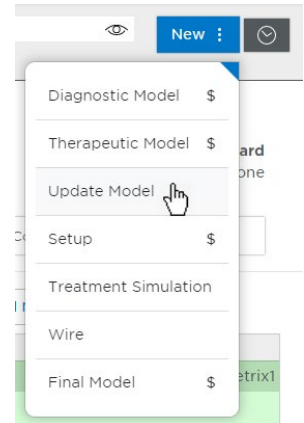 New
Diagnostic Model $
Therapeutic Model $
ard
one
Update Model
Setup $
Treatment Simulation
Wire
Final Model $
etrix1